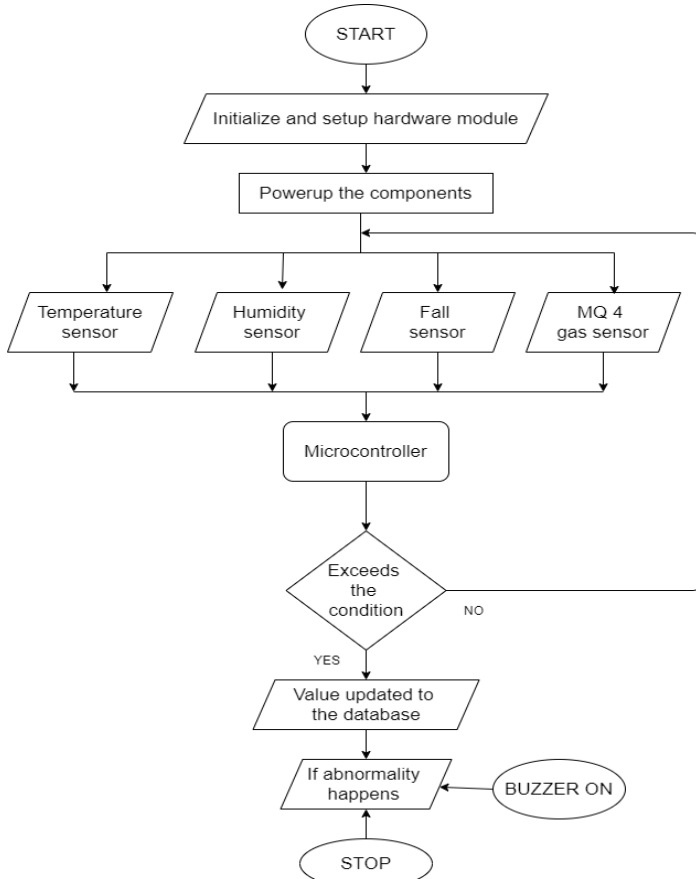 START
Initialize and setup hardware module
Powerup the components
Temperature
sensor
Humidity
sensor
Fall
sensor
MQ 4
gas sensor
Microcontroller
Exceeds
the
condition
NO
YES
Value updated to
the database
If abnormality
happens
BUZZER ON
STOP